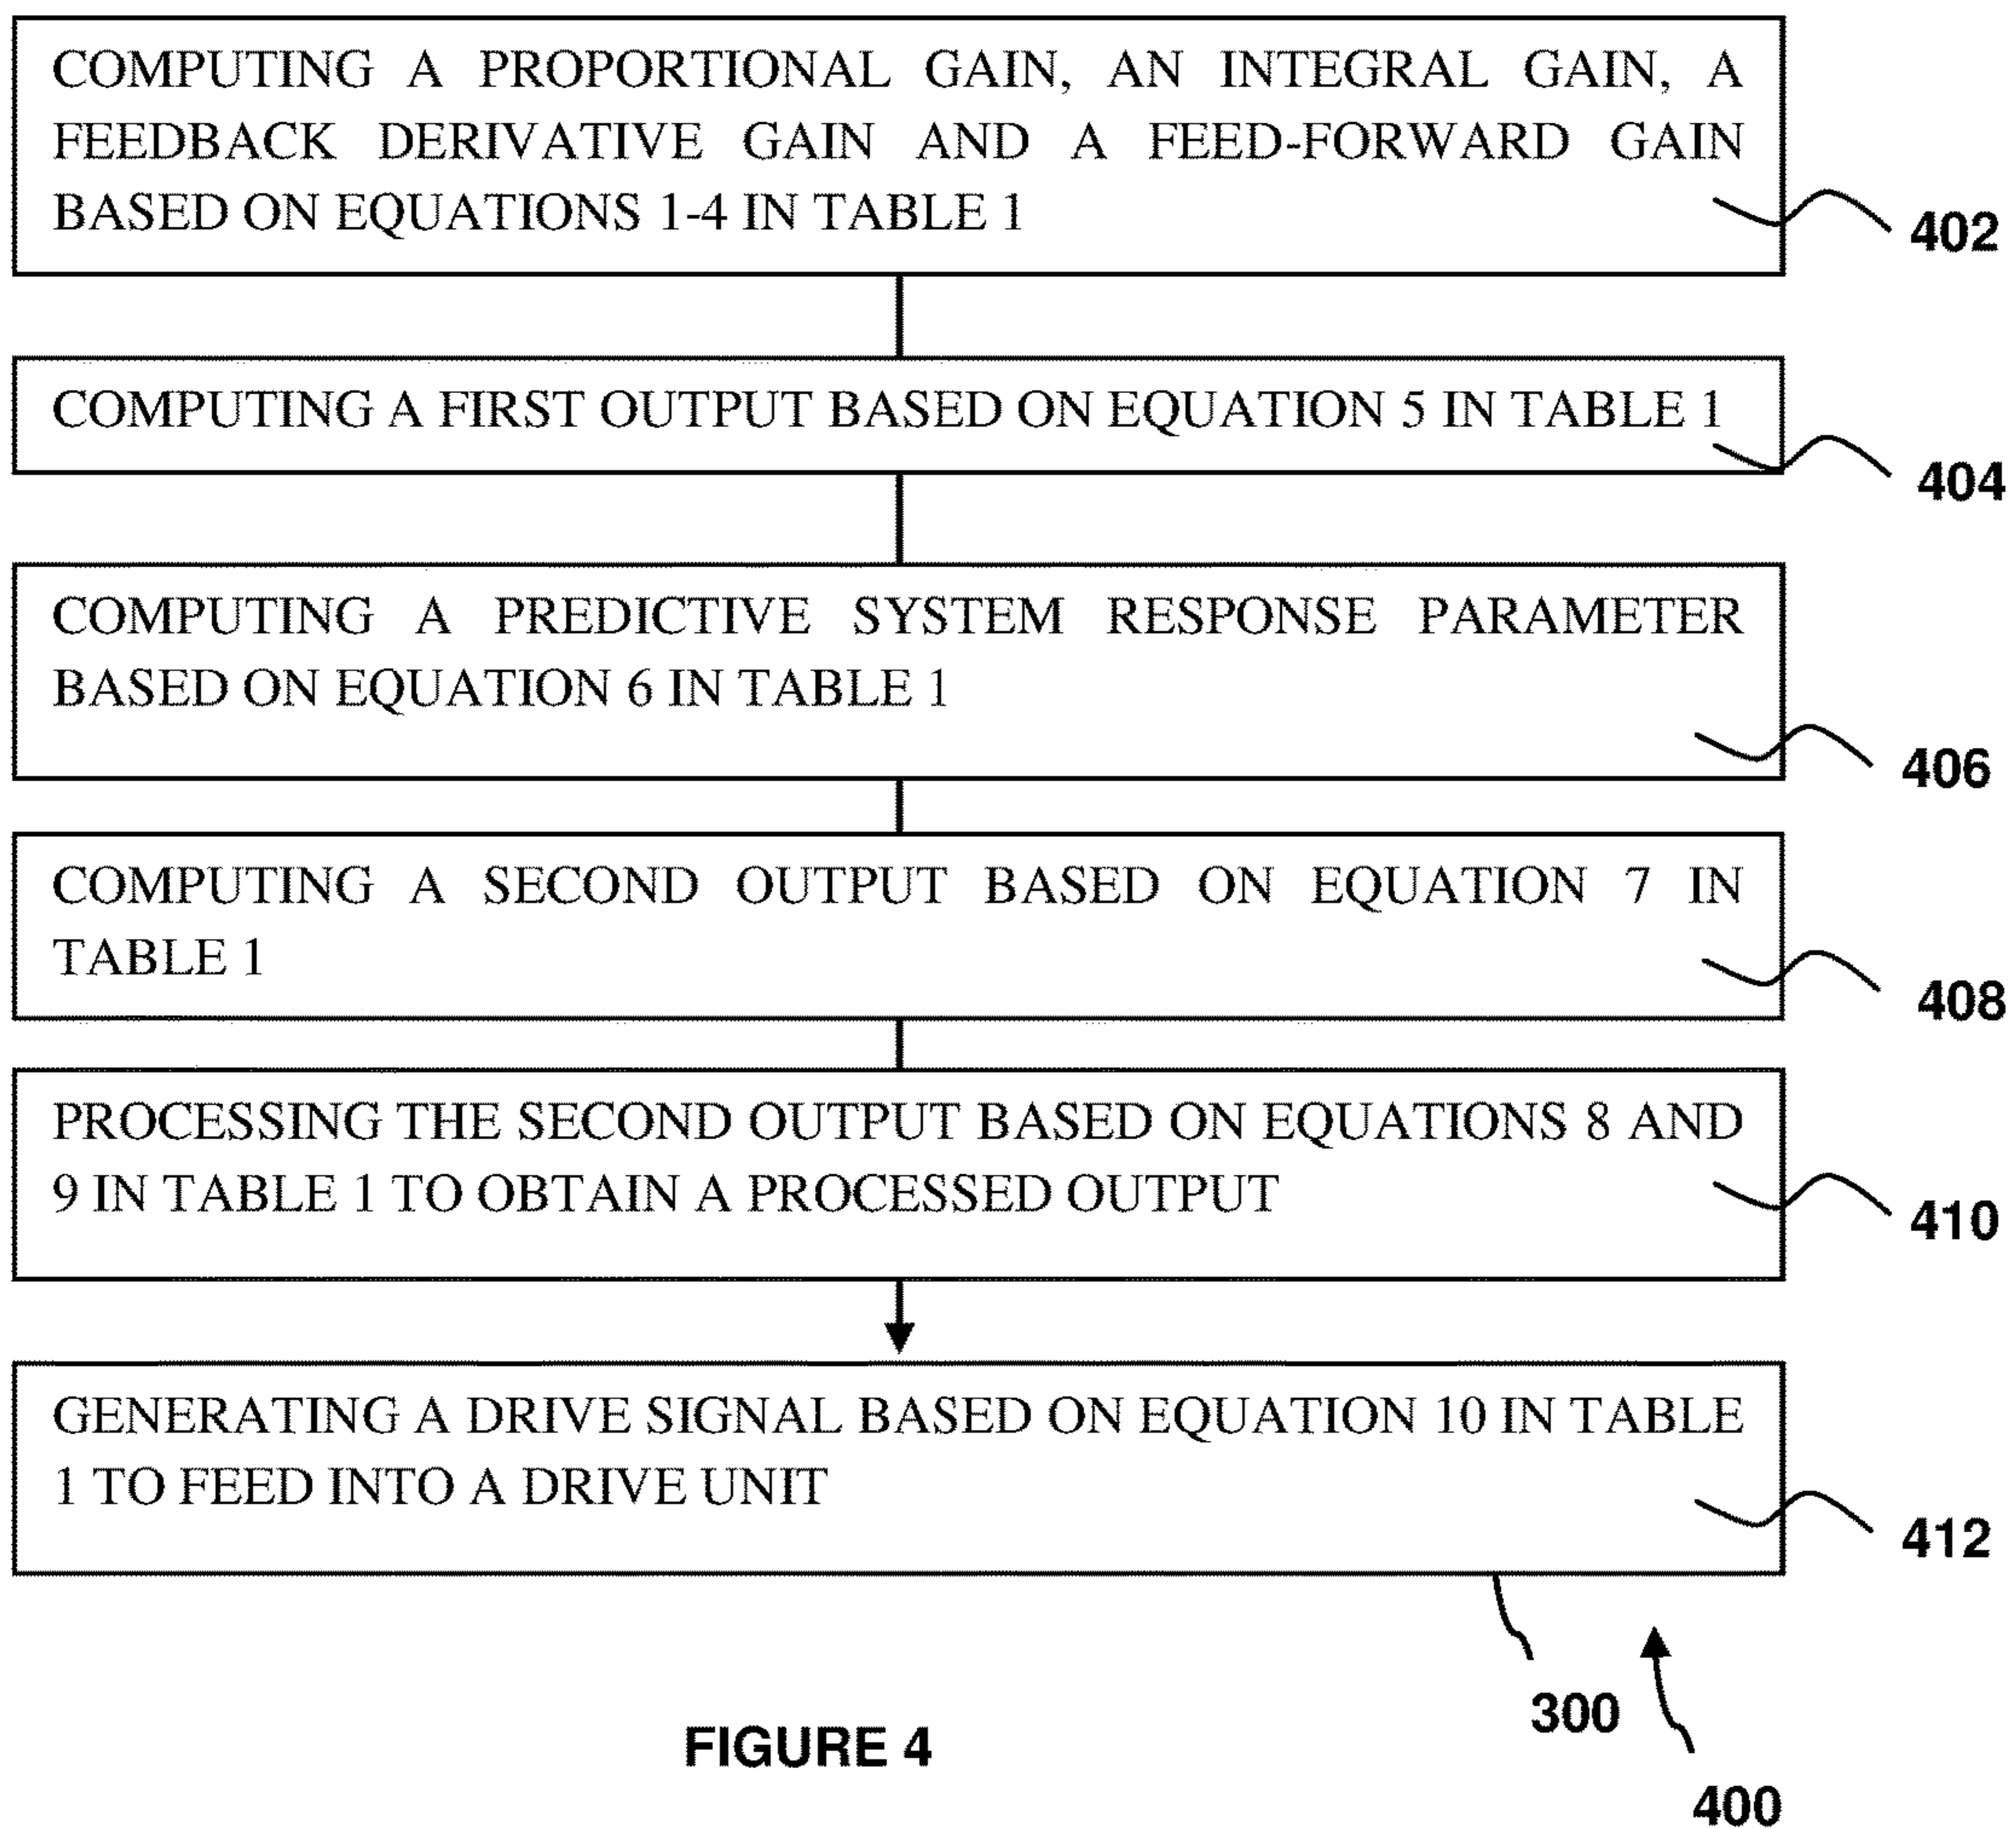 COMPUTING A PROPORTIONAL GAIN, AN INTEGRAL GAIN, A
FEEDBACK DERIVATIVE GAIN AND A FEED-FORWARD GAIN
BASED ON EQUATIONS 1-4 IN TABLE 1
402
COMPUTING A FIRST OUTPUT BASED ON EQUATION 5 IN TABLE 1
404
COMPUTING A PREDICTIVE SYSTEM RESPONSE PARAMETER
BASED ON EQUATION 6 IN TABLE 1
406
COMPUTING A SECOND OUTPUT BASED ON EQUATION 7 IN
TABLE 1
408
PROCESSING THE SECOND OUTPUT BASED ON EQUATIONS 8 AND
9 IN TABLE 1 TO OBTAIN A PROCESSED OUTPUT
410
GENERATING A DRIVE SIGNAL BASED ON EQUATION 10 IN TABLE
1 TO FEED INTO A DRIVE UNIT
412
300
FIGURE 4
400